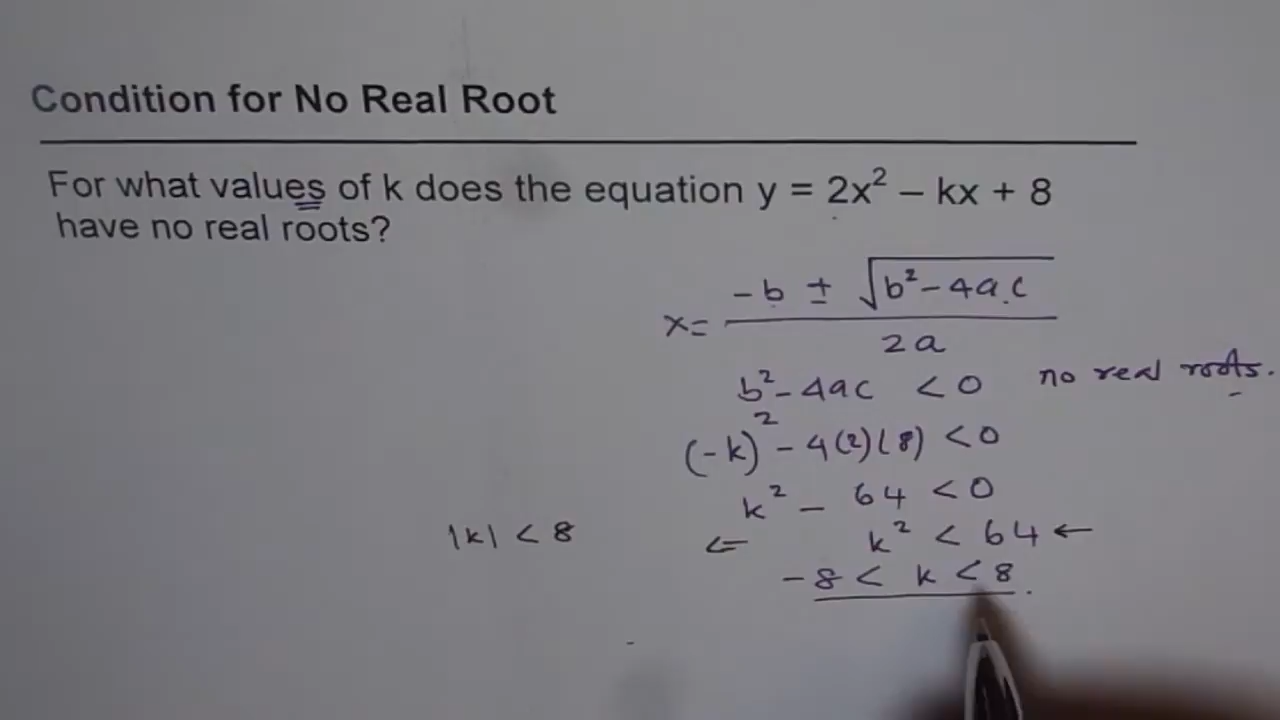 Condition for No Real Root
For what values of k does the equation y = 2x² – kx + 8
have no real roots?
x = (-b ± √(b² - 4ac)) / 2a
b² - 4ac < 0 no real roots.
(-k)² - 4(2)(8) < 0
k² - 64 < 0
|k| < 8 ⇐ k² < 64 ←
-8 < k < 8.